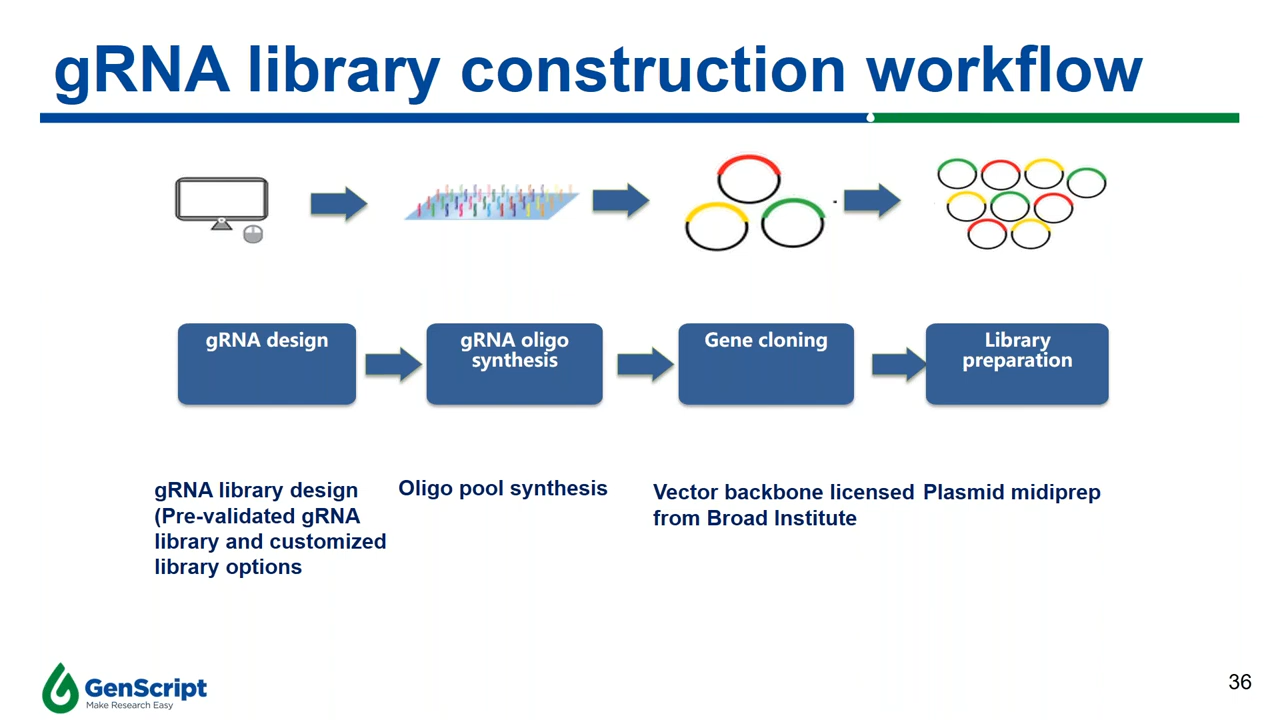 gRNA library construction workflow
gRNA design
gRNA oligo
synthesis
Gene cloning
Library
preparation
gRNA library design
(Pre-validated gRNA
library and customized
library options
Oligo pool synthesis
Vector backbone licensed
from Broad Institute
Plasmid midiprep
GenScript
Make Research Easy
36